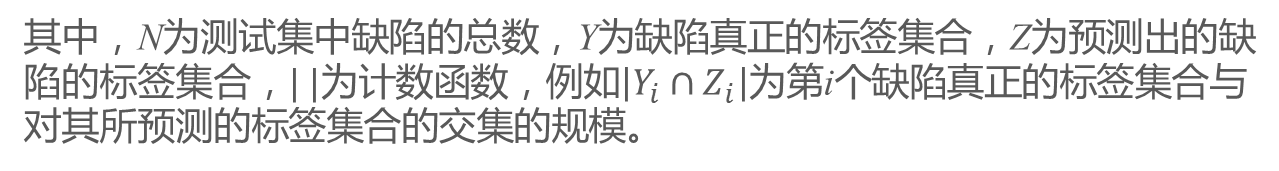 其中，N为测试集中缺陷的总数，Y为缺陷真正的标签集合，Z为预测出的缺
陷的标签集合，| |为计数函数，例如|Yᵢ ∩ Zᵢ|为第i个缺陷真正的标签集合与
对其所预测的标签集合的交集的规模。